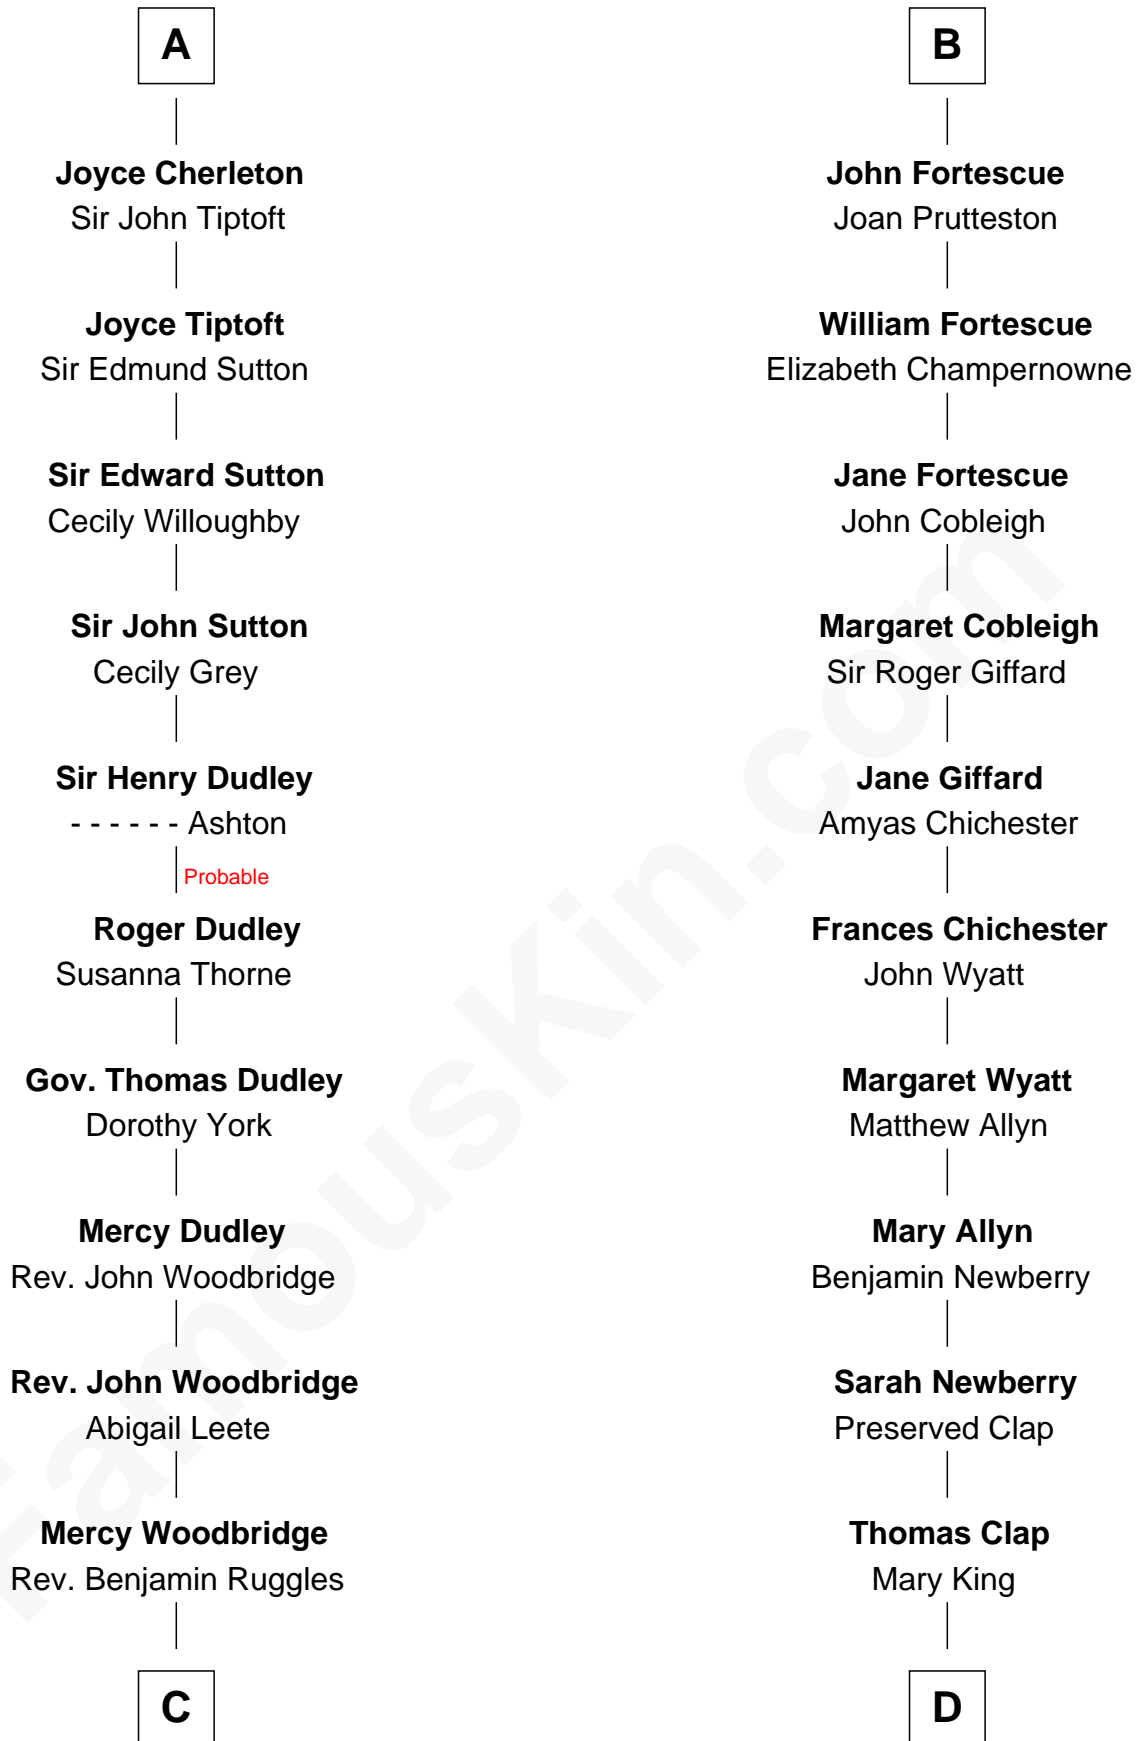 A
Joyce Cherleton
Sir John Tiptoft
Joyce Tiptoft
Sir Edmund Sutton
Sir Edward Sutton
Cecily Willoughby
Sir John Sutton
Cecily Grey
Sir Henry Dudley
- - - - - - Ashton
Probable
Roger Dudley
Susanna Thorne
Gov. Thomas Dudley
Dorothy York
Mercy Dudley
Rev. John Woodbridge
Rev. John Woodbridge
Abigail Leete
Mercy Woodbridge
Rev. Benjamin Ruggles
C
B
John Fortescue
Joan Prutteston
William Fortescue
Elizabeth Champernowne
Jane Fortescue
John Cobleigh
Margaret Cobleigh
Sir Roger Giffard
Jane Giffard
Amyas Chichester
Frances Chichester
John Wyatt
Margaret Wyatt
Matthew Allyn
Mary Allyn
Benjamin Newberry
Sarah Newberry
Preserved Clap
Thomas Clap
Mary King
D
FamousKin.com